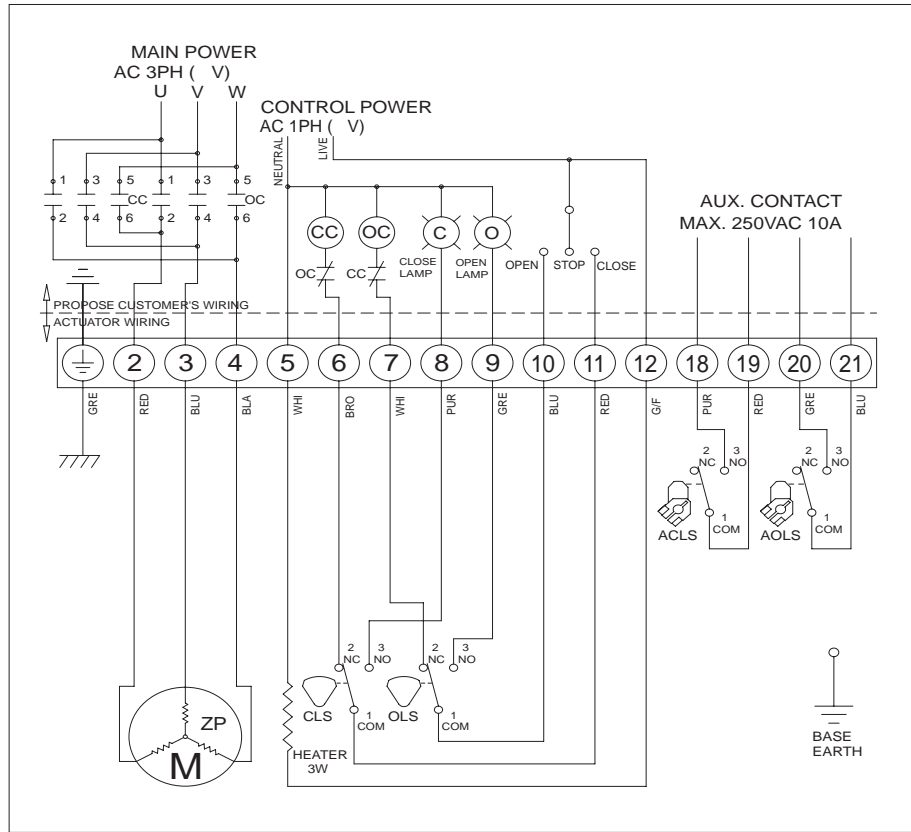 MAIN POWER
AC 3PH ( V)
U V W
CONTROL POWER
AC 1PH ( V)
NEUTRAL
LIVE
1 3 5 1 3 5
CC OC
2 4 6 2 4 6
CC OC C O
OC CC
CLOSE
LAMP
OPEN
LAMP
OPEN STOP CLOSE
AUX. CONTACT
MAX. 250VAC 10A
PROPOSE CUSTOMER'S WIRING
ACTUATOR WIRING
2 3 4 5 6 7 8 9 10 11 12 18 19 20 21
GRE RED BLU BLA WHI BRO WHI PUR GRE BLU RED G/F PUR RED GRE BLU
2 3
NC NO
1
COM
ACLS
2 3
NC NO
1
COM
AOLS
2 3
NC NO
1
COM
CLS
2 3
NC NO
1
COM
OLS
ZP
M
HEATER
3W
BASE
EARTH